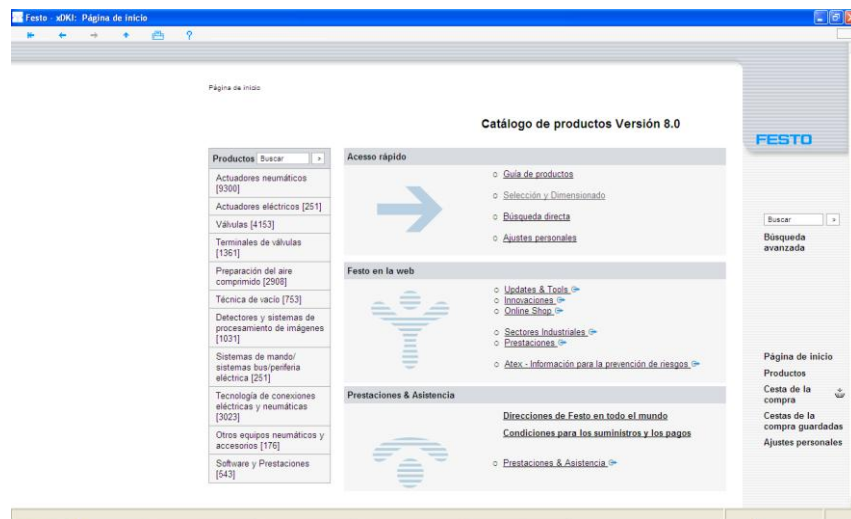 Festo - xDKI: Página de inicio
?
Página de inicio
Catálogo de productos Versión 8.0
FESTO
Productos Buscar
Actuadores neumáticos
[9300]
Actuadores eléctricos [251]
Válvulas [4153]
Terminales de válvulas
[1361]
Preparación del aire
comprimido [2908]
Técnica de vacío [753]
Detectores y sistemas de
procesamiento de imágenes
[1031]
Sistemas de mando/
sistemas bus/periferia
eléctrica [251]
Tecnología de conexiones
eléctricas y neumáticas
[3023]
Otros equipos neumáticos y
accesorios [176]
Software y Prestaciones
[543]
Acesso rápido
Guía de productos
Selección y Dimensionado
Búsqueda directa
Ajustes personales
Festo en la web
Updates & Tools
Innovaciones
Online Shop
Sectores Industriales
Prestaciones
Atex - Información para la prevención de riesgos
Prestaciones & Asistencia
Direcciones de Festo en todo el mundo
Condiciones para los suministros y los pagos
Prestaciones & Asistencia
Buscar
Búsqueda
avanzada
Página de inicio
Productos
Cesta de la
compra
Cestas de la
compra guardadas
Ajustes personales